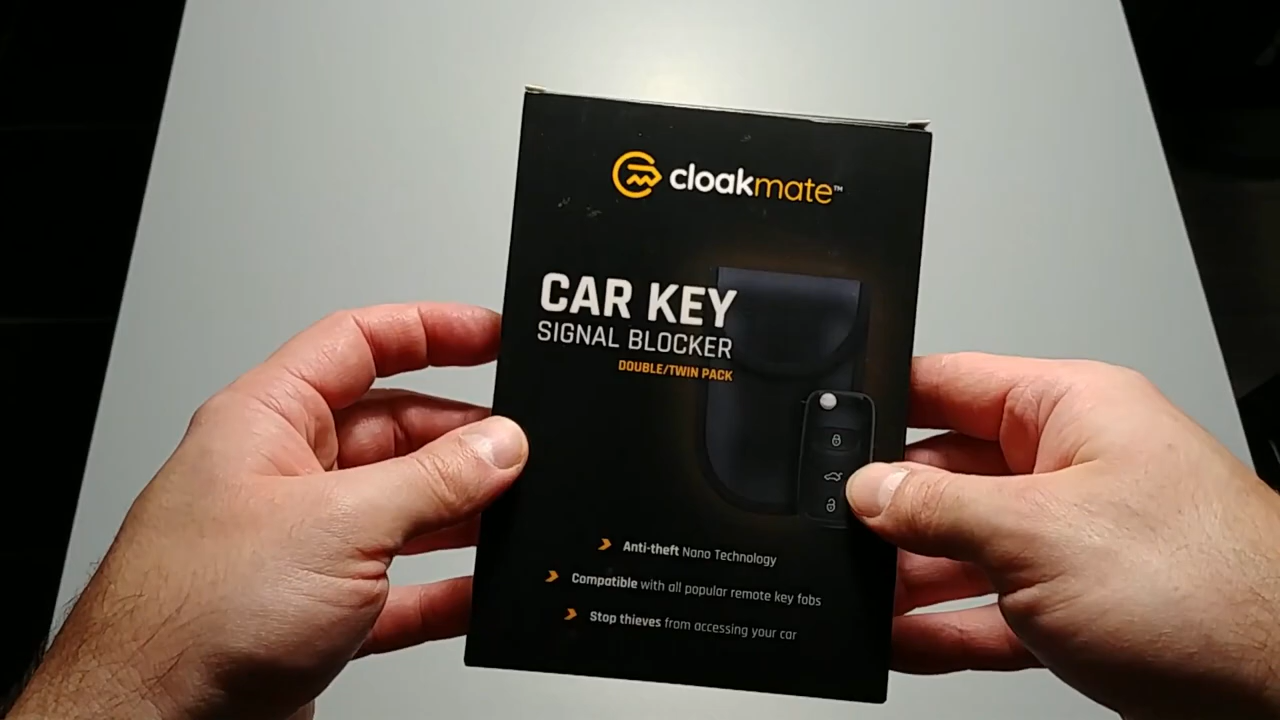 cloakmate™
CAR KEY
SIGNAL BLOCKER
DOUBLE/TWIN PACK
Anti-theft Nano Technology
Compatible with all popular remote key fobs
Stop thieves from accessing your car